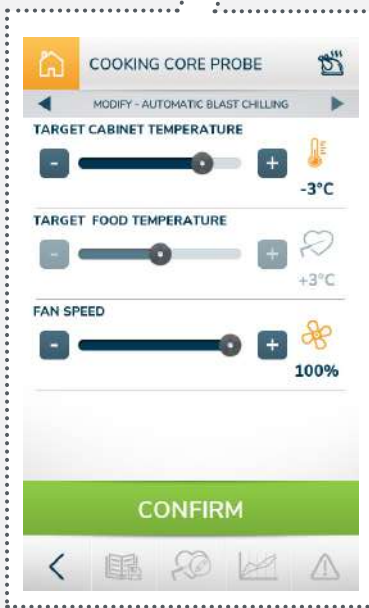 COOKING CORE PROBE
MODIFY - AUTOMATIC BLAST CHILLING
TARGET CABINET TEMPERATURE
- +
-3°C
TARGET FOOD TEMPERATURE
- +
+3°C
FAN SPEED
- +
100%
CONFIRM